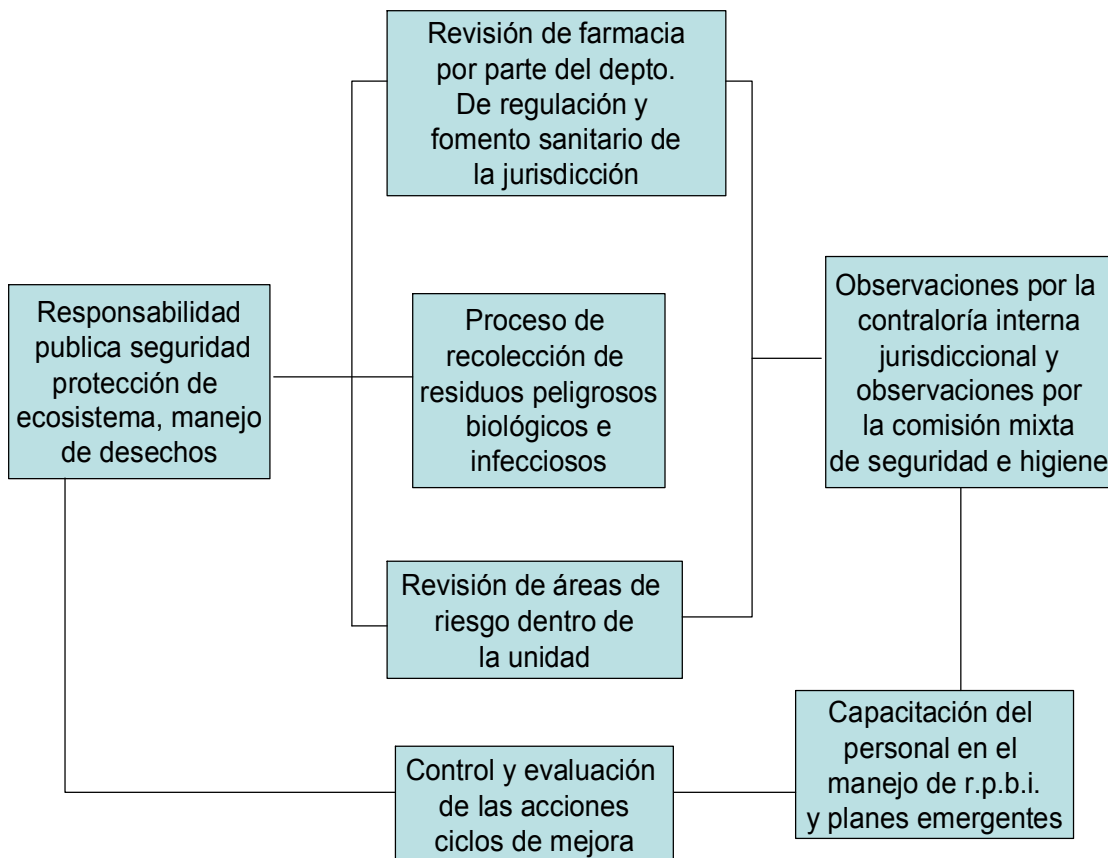 Revisión de farmacia
por parte del depto.
De regulación y
fomento sanitario de
la jurisdicción
Responsabilidad
publica seguridad
protección de
ecosistema, manejo
de desechos
Proceso de
recolección de
residuos peligrosos
biológicos e
infecciosos
Observaciones por la
contraloría interna
jurisdiccional y
observaciones por
la comisión mixta
de seguridad e higiene
Revisión de áreas de
riesgo dentro de
la unidad
Capacitación del
personal en el
manejo de r.p.b.i.
y planes emergentes
Control y evaluación
de las acciones
ciclos de mejora